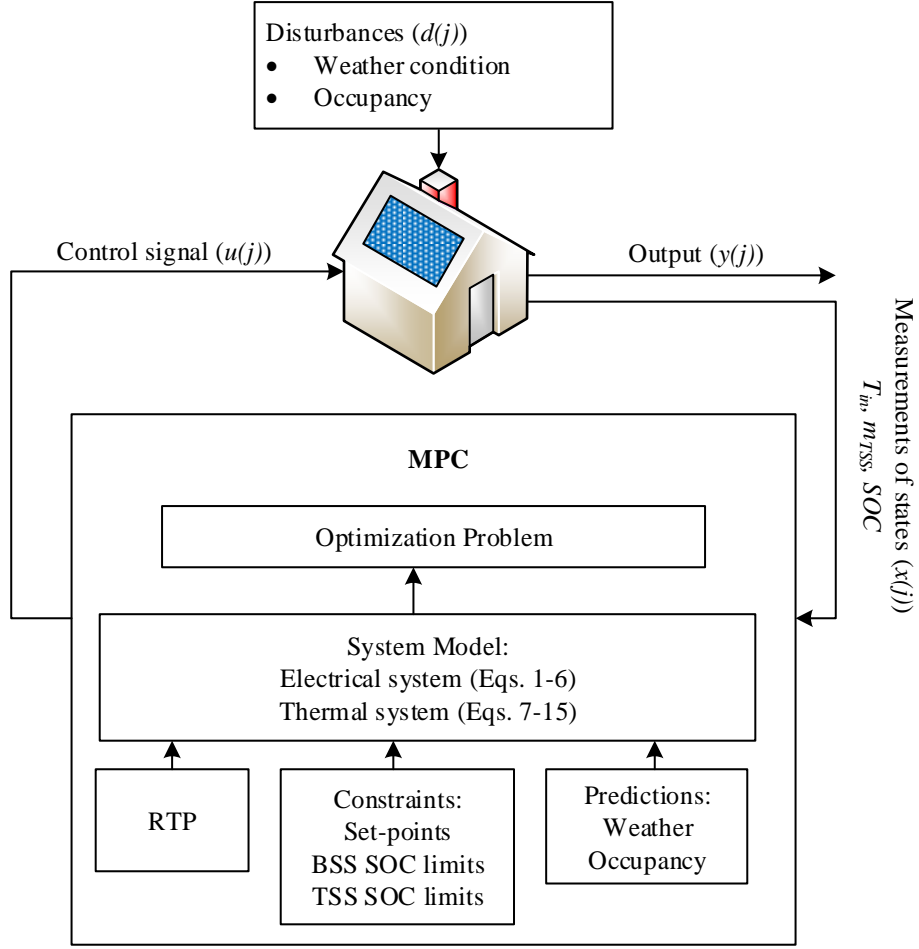 Disturbances (d(j))
• Weather condition
• Occupancy
Control signal (u(j))
Output (y(j))
Measurements of states (x(j))
T_in, m_TSS, SOC
MPC
Optimization Problem
System Model:
Electrical system (Eqs. 1-6)
Thermal system (Eqs. 7-15)
RTP
Constraints:
Set-points
BSS SOC limits
TSS SOC limits
Predictions:
Weather
Occupancy